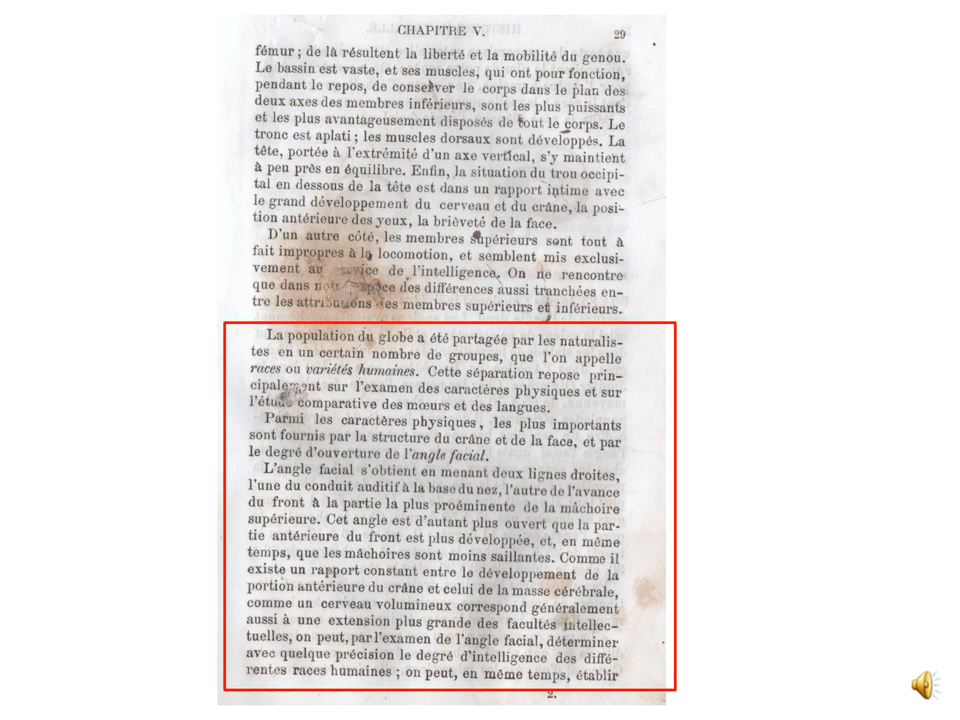 CHAPITRE V. 29
fémur ; de là résultent la liberté et la mobilité du genou.
Le bassin est vaste, et ses muscles, qui ont pour fonction,
pendant le repos, de conserver le corps dans le plan des
deux axes des membres inférieurs, sont les plus puissants
et les plus avantageusement disposés de tout le corps. Le
tronc est aplati ; les muscles dorsaux sont développés. La
tête, portée à l'extrémité d'un axe vertical, s'y maintient
à peu près en équilibre. Enfin, la situation du trou occipi-
tal en dessous de la tête est dans un rapport intime avec
le grand développement du cerveau et du crâne, la posi-
tion antérieure des yeux, la brièveté de la face.
D'un autre côté, les membres supérieurs sont tout à
fait impropres à la locomotion, et semblent mis exclusi-
vement au service de l'intelligence. On ne rencontre
que dans notre espèce des différences aussi tranchées en-
tre les attributions des membres supérieurs et inférieurs.
La population du globe a été partagée par les naturalis-
tes en un certain nombre de groupes, que l'on appelle
races ou variétés humaines. Cette séparation repose prin-
cipalement sur l'examen des caractères physiques et sur
l'étude comparative des mœurs et des langues.
Parmi les caractères physiques, les plus importants
sont fournis par la structure du crâne et de la face, et par
le degré d'ouverture de l'angle facial.
L'angle facial s'obtient en menant deux lignes droites,
l'une du conduit auditif à la base du nez, l'autre de l'avance
du front à la partie la plus proéminente de la mâchoire
supérieure. Cet angle est d'autant plus ouvert que la par-
tie antérieure du front est plus développée, et, en même
temps, que les mâchoires sont moins saillantes. Comme il
existe un rapport constant entre le développement de la
portion antérieure du crâne et celui de la masse cérébrale,
comme un cerveau volumineux correspond généralement
aussi à une extension plus grande des facultés intellec-
tuelles, on peut, par l'examen de l'angle facial, déterminer
avec quelque précision le degré d'intelligence des diffé-
rentes races humaines ; on peut, en même temps, établir
2.